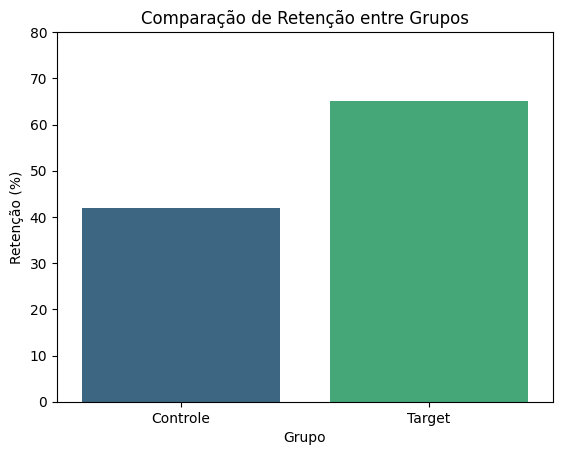 Comparação de Retenção entre Grupos
80
70
60
50
40
30
20
10
0
Retenção (%)
Controle
Target
Grupo